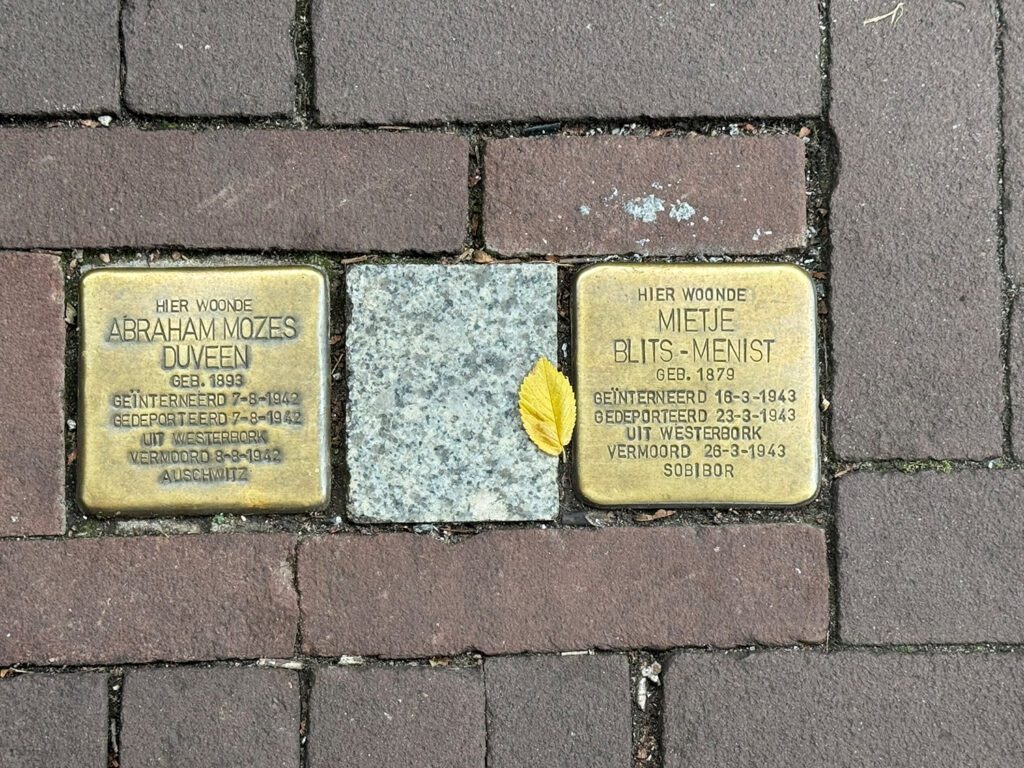 HIER WOONDE
ABRAHAM MOZES
DUVEEN
GEB. 1893
GEÏNTERNEERD 7-8-1942
GEDEPORTEERD 7-8-1942
UIT WESTERBORK
VERMOORD 8-8-1942
AUSCHWITZ
HIER WOONDE
MIETJE
BLITS-MENIST
GEB. 1879
GEÏNTERNEERD 16-3-1943
GEDEPORTEERD 23-3-1943
UIT WESTERBORK
VERMOORD 26-3-1943
SOBIBOR